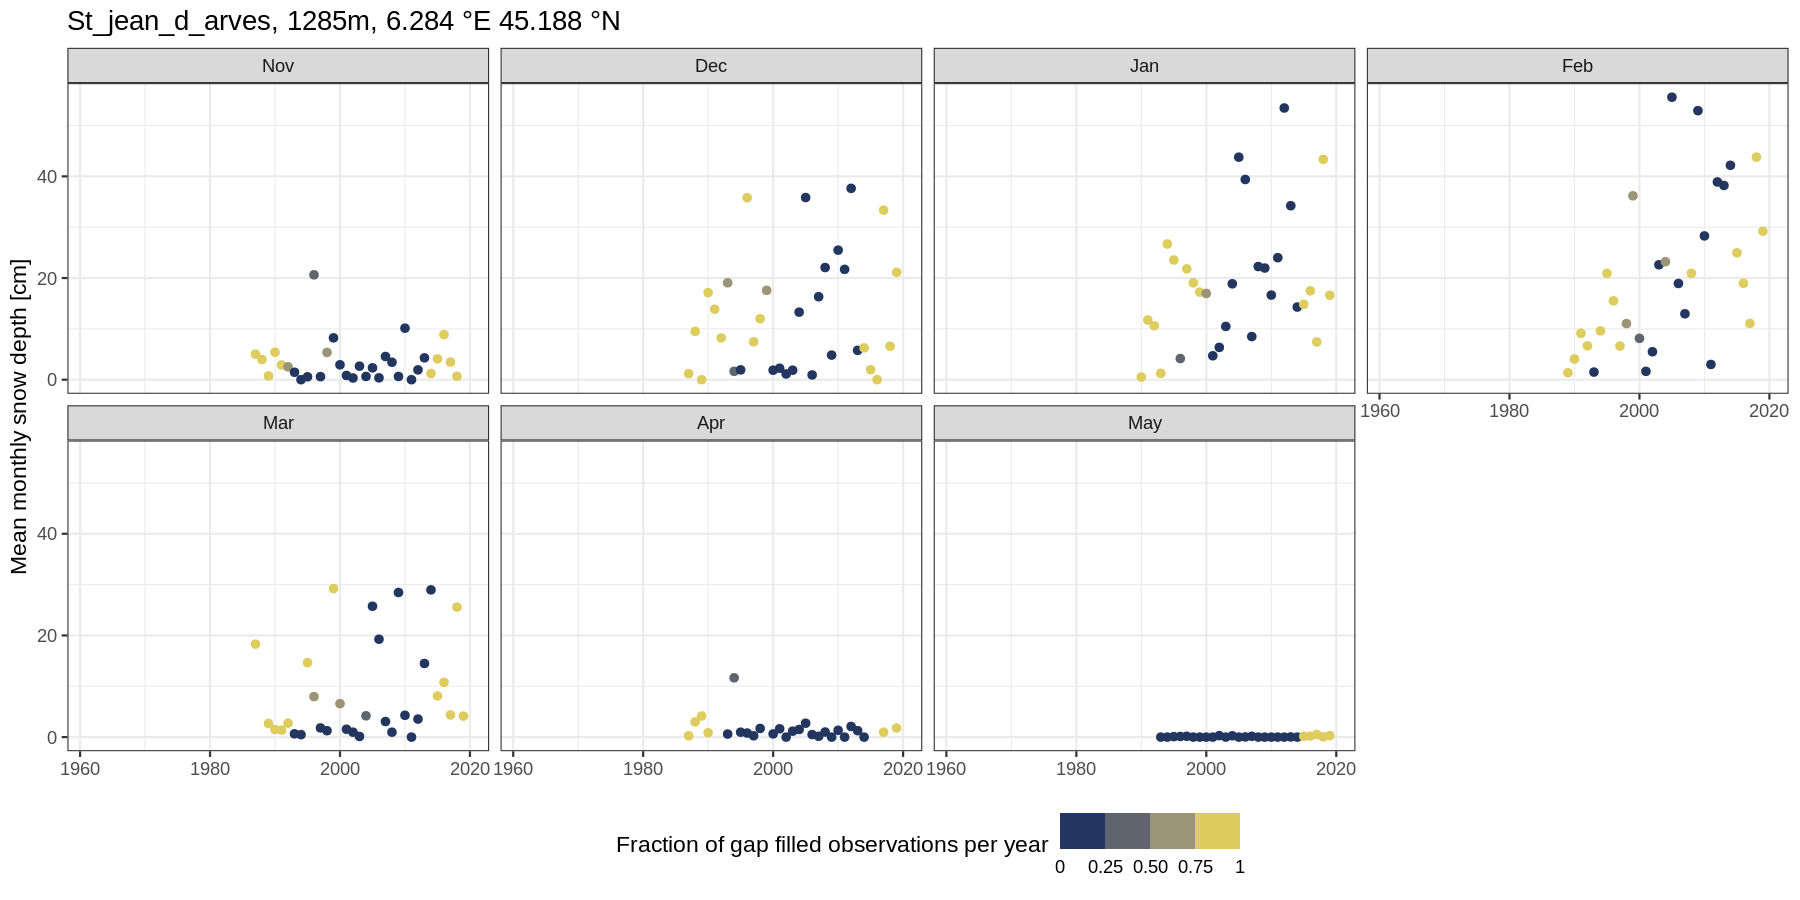 St_jean_d_arves, 1285m, 6.284 °E 45.188 °N
Nov Dec Jan Feb
Mean monthly snow depth [cm]
40
20
0
1960 1980 2000 2020
Mar Apr May
40
20
0
1960 1980 2000 2020 1960 1980 2000 2020 1960 1980 2000 2020
Fraction of gap filled observations per year
0 0.25 0.50 0.75 1